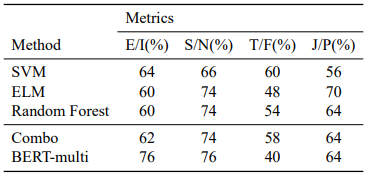 Metrics
Method E/I(%) S/N(%) T/F(%) J/P(%)
SVM 64 66 60 56
ELM 60 74 48 70
Random Forest 60 74 54 64
Combo 62 74 58 64
BERT-multi 76 76 40 64